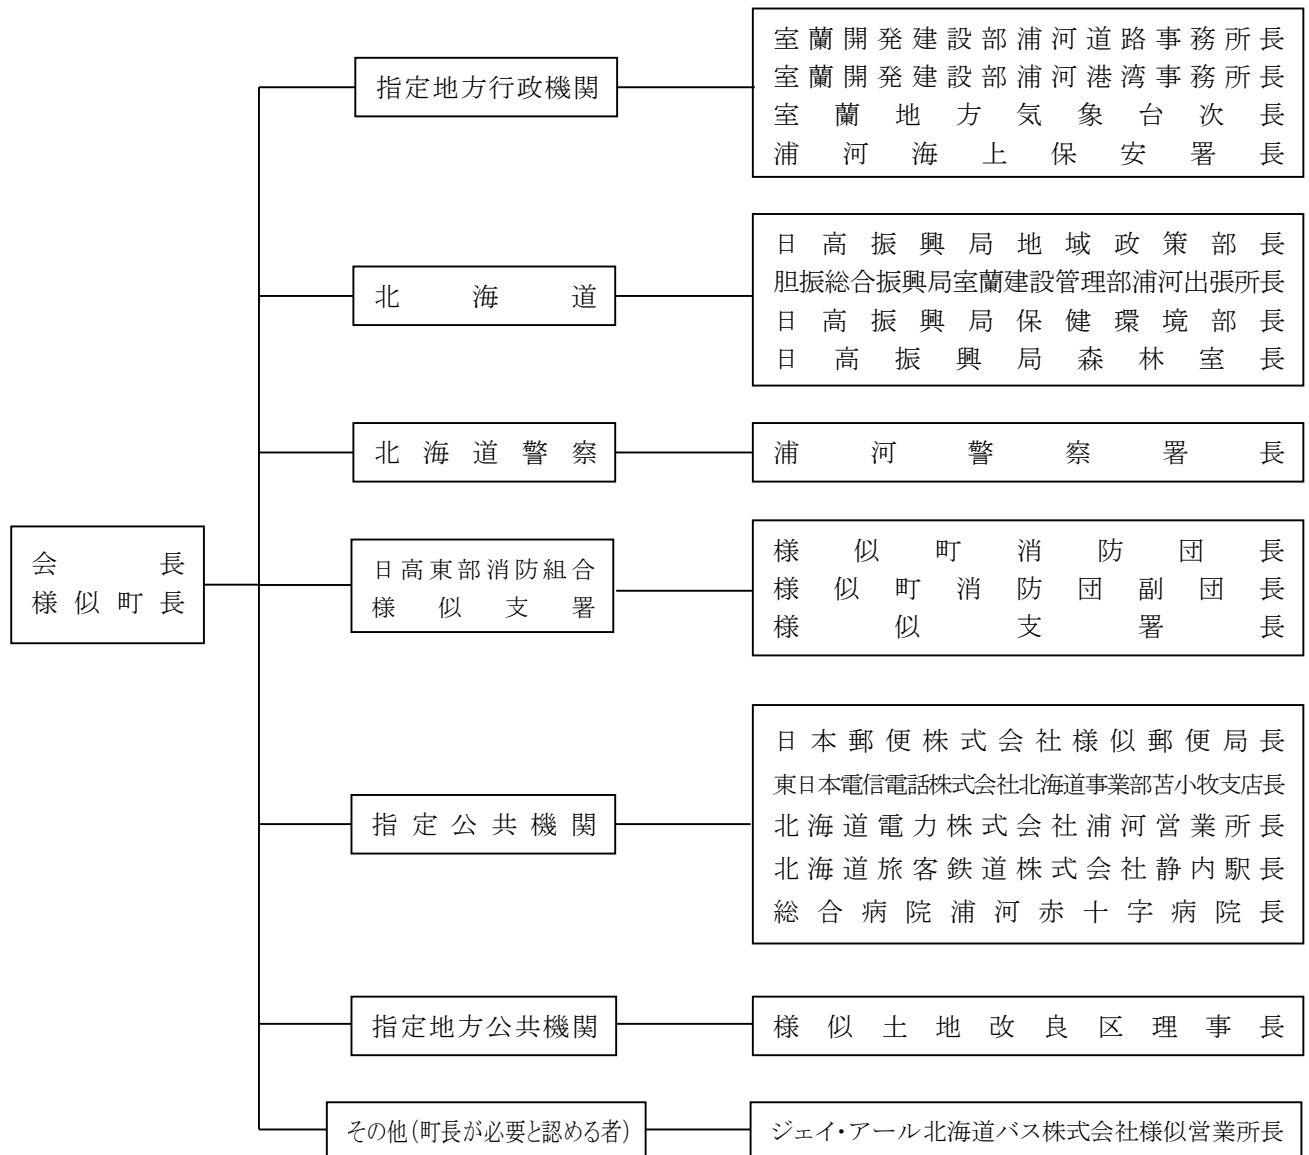 室蘭開発建設部浦河道路事務所長
指定地方行政機関
室蘭開発建設部浦河港湾事務所長
室蘭地方気象台次長
浦河海上保安署長
北海道
日高振興局地域政策部長
胆振総合振興局室蘭建設管理部浦河出張所長
日高振興局保健環境部長
日高振興局森林室長
北海道警察
浦河警察署長
会長
様似町長
日高東部消防組合
様似支署
様似町消防団長
様似町消防団副団長
様似支署長
指定公共機関
日本郵便株式会社様似郵便局長
東日本電信電話株式会社北海道事業部苫小牧支店長
北海道電力株式会社浦河営業所長
北海道旅客鉄道株式会社静内駅長
総合病院浦河赤十字病院長
指定地方公共機関
様似土地改良区理事長
その他(町長が必要と認める者)
ジェイ・アール北海道バス株式会社様似営業所長